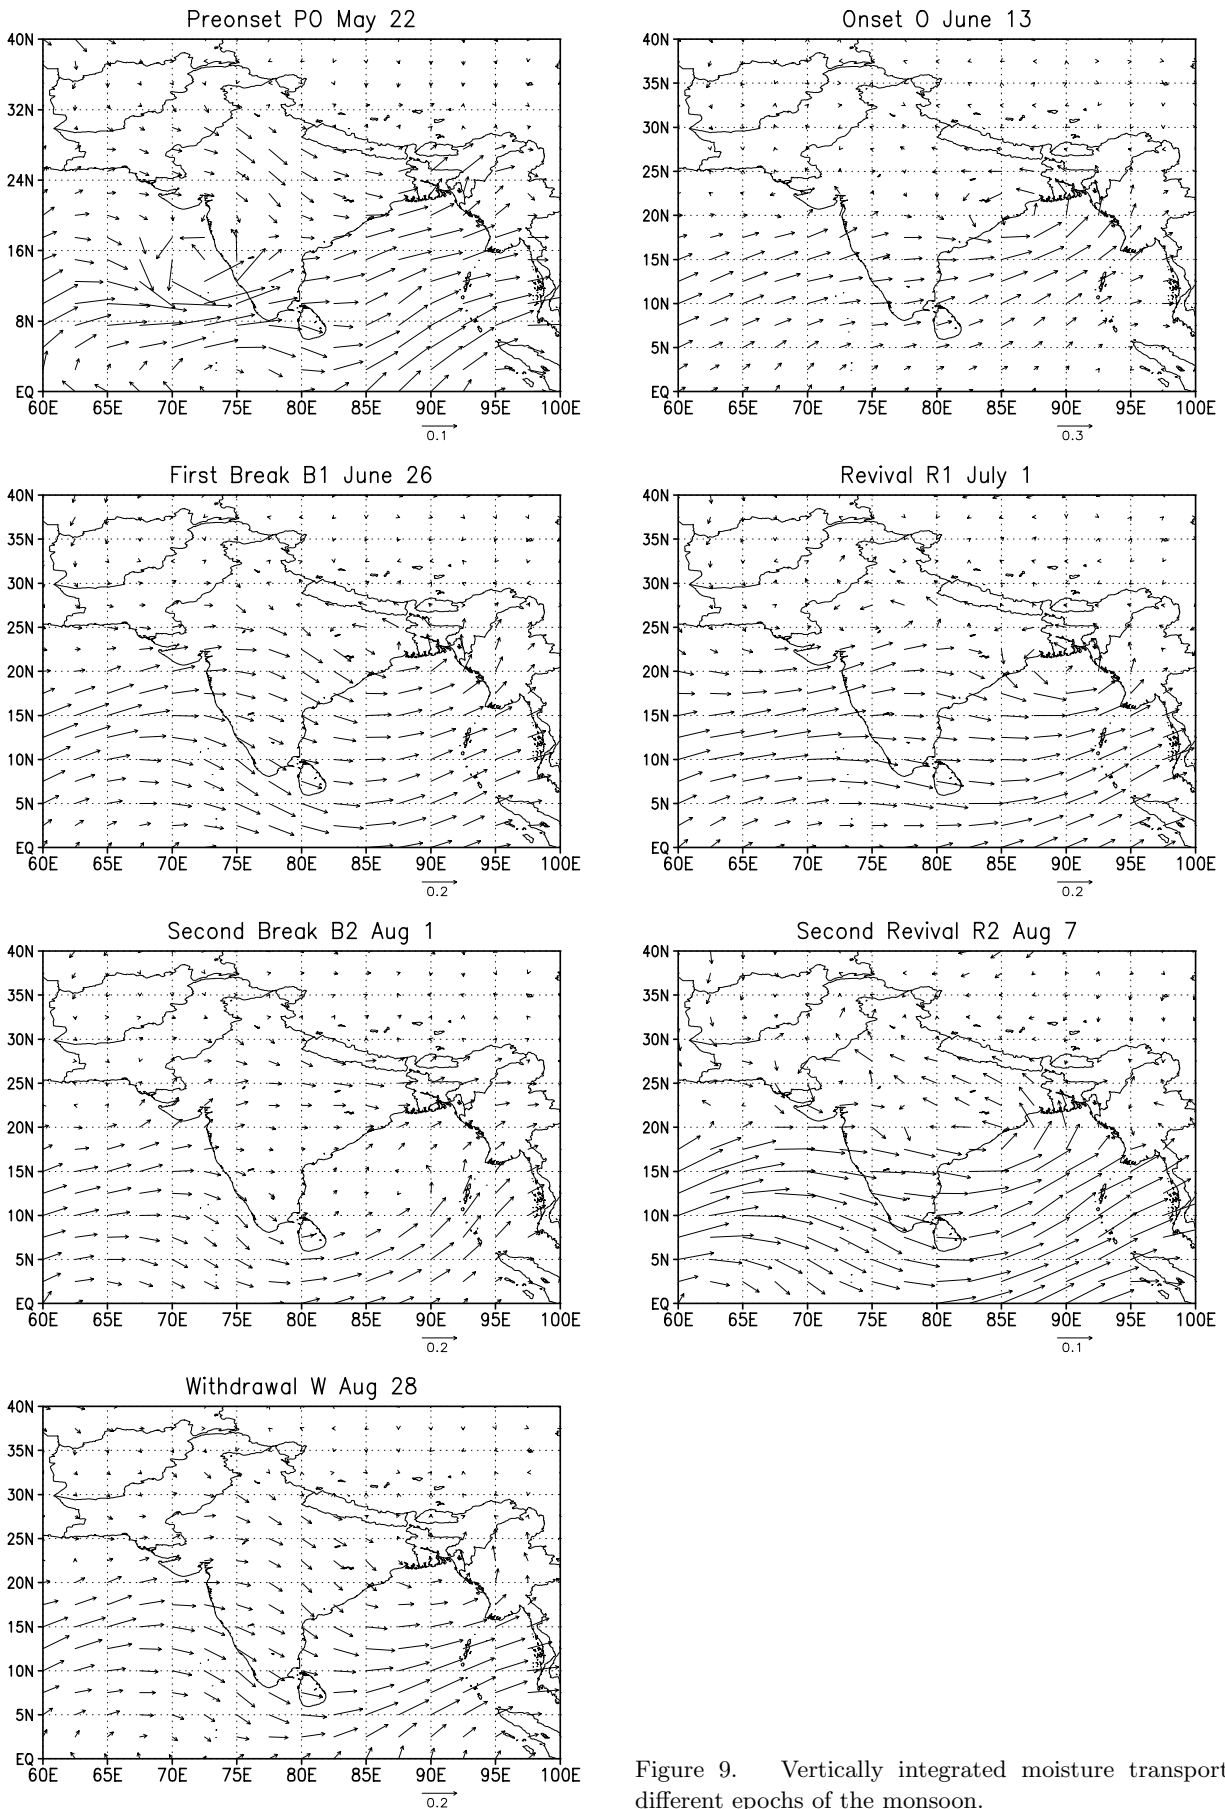 Preonset PO May 22
40N
32N
24N
16N
8N
EQ
60E 65E 70E 75E 80E 85E 90E 95E 100E
0.1
Onset O June 13
40N
35N
30N
25N
20N
15N
10N
5N
EQ
60E 65E 70E 75E 80E 85E 90E 95E 100E
0.3
First Break B1 June 26
40N
35N
30N
25N
20N
15N
10N
5N
EQ
60E 65E 70E 75E 80E 85E 90E 95E 100E
0.2
Revival R1 July 1
40N
35N
30N
25N
20N
15N
10N
5N
EQ
60E 65E 70E 75E 80E 85E 90E 95E 100E
0.2
Second Break B2 Aug 1
40N
35N
30N
25N
20N
15N
10N
5N
EQ
60E 65E 70E 75E 80E 85E 90E 95E 100E
0.2
Second Revival R2 Aug 7
40N
35N
30N
25N
20N
15N
10N
5N
EQ
60E 65E 70E 75E 80E 85E 90E 95E 100E
0.1
Withdrawal W Aug 28
40N
35N
30N
25N
20N
15N
10N
5N
EQ
60E 65E 70E 75E 80E 85E 90E 95E 100E
0.2
Figure 9. Vertically integrated moisture transport
different epochs of the monsoon.